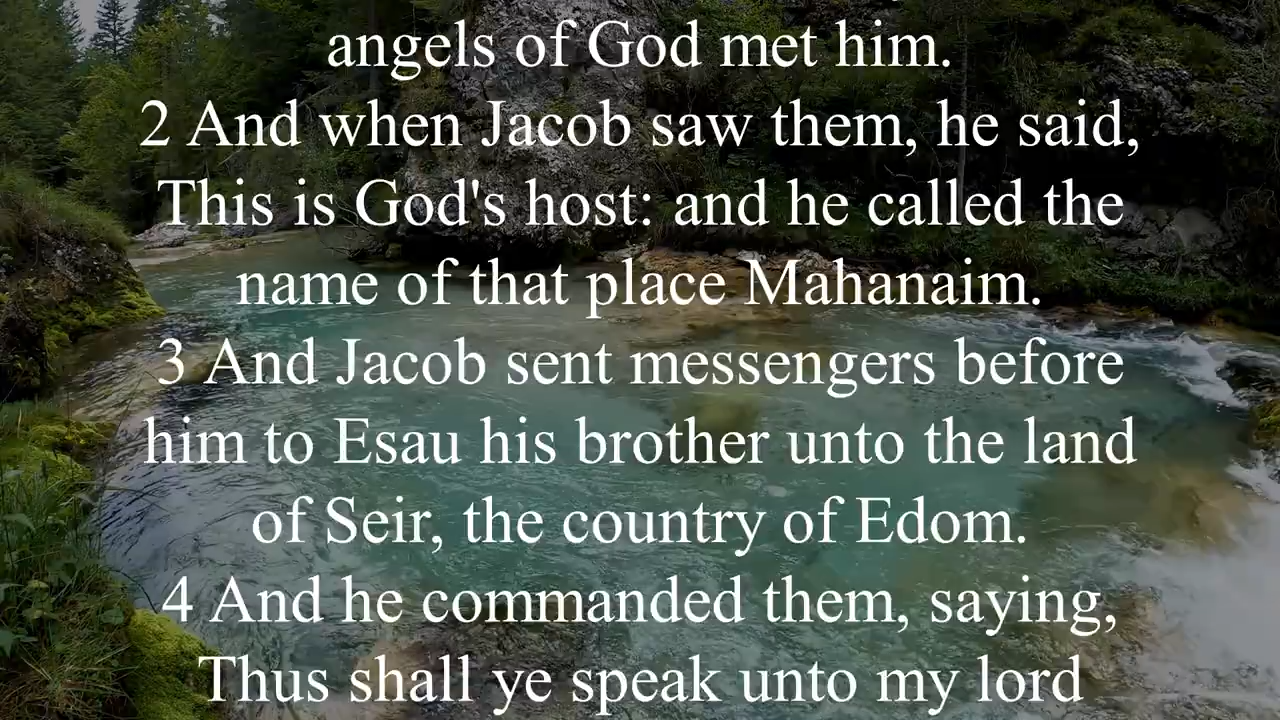 angels of God met him.
2 And when Jacob saw them, he said,
This is God's host: and he called the
name of that place Mahanaim.
3 And Jacob sent messengers before
him to Esau his brother unto the land
of Seir, the country of Edom.
4 And he commanded them, saying,
Thus shall ye speak unto my lord